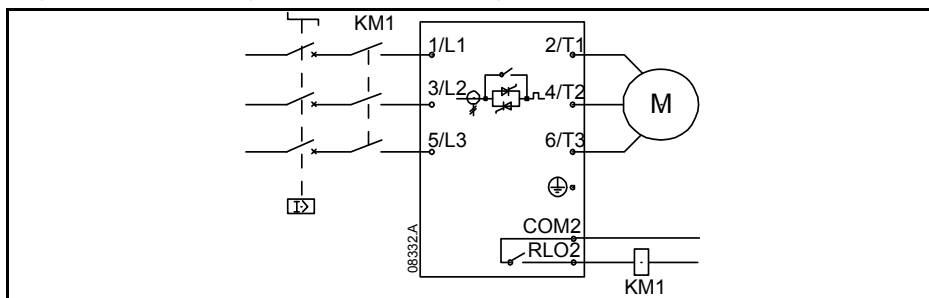 KM1
1/L1 2/T1
3/L2 4/T2
M
5/L3 6/T3
I>
COM2
RLO2
08332.A
KM1